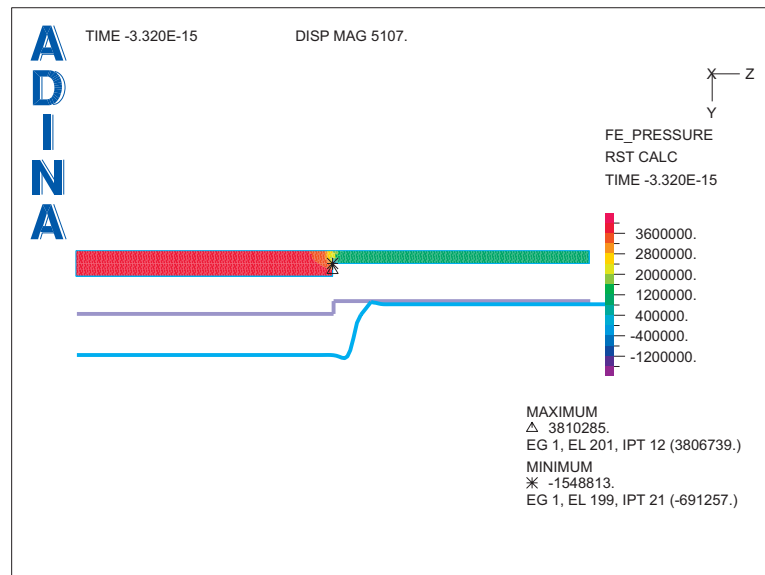 ADINA
TIME -3.320E-15 DISP MAG 5107.
X Z
Y
FE_PRESSURE
RST CALC
TIME -3.320E-15
3600000.
2800000.
2000000.
1200000.
400000.
-400000.
-1200000.
MAXIMUM
3810285.
EG 1, EL 201, IPT 12 (3806739.)
MINIMUM
-1548813.
EG 1, EL 199, IPT 21 (-691257.)